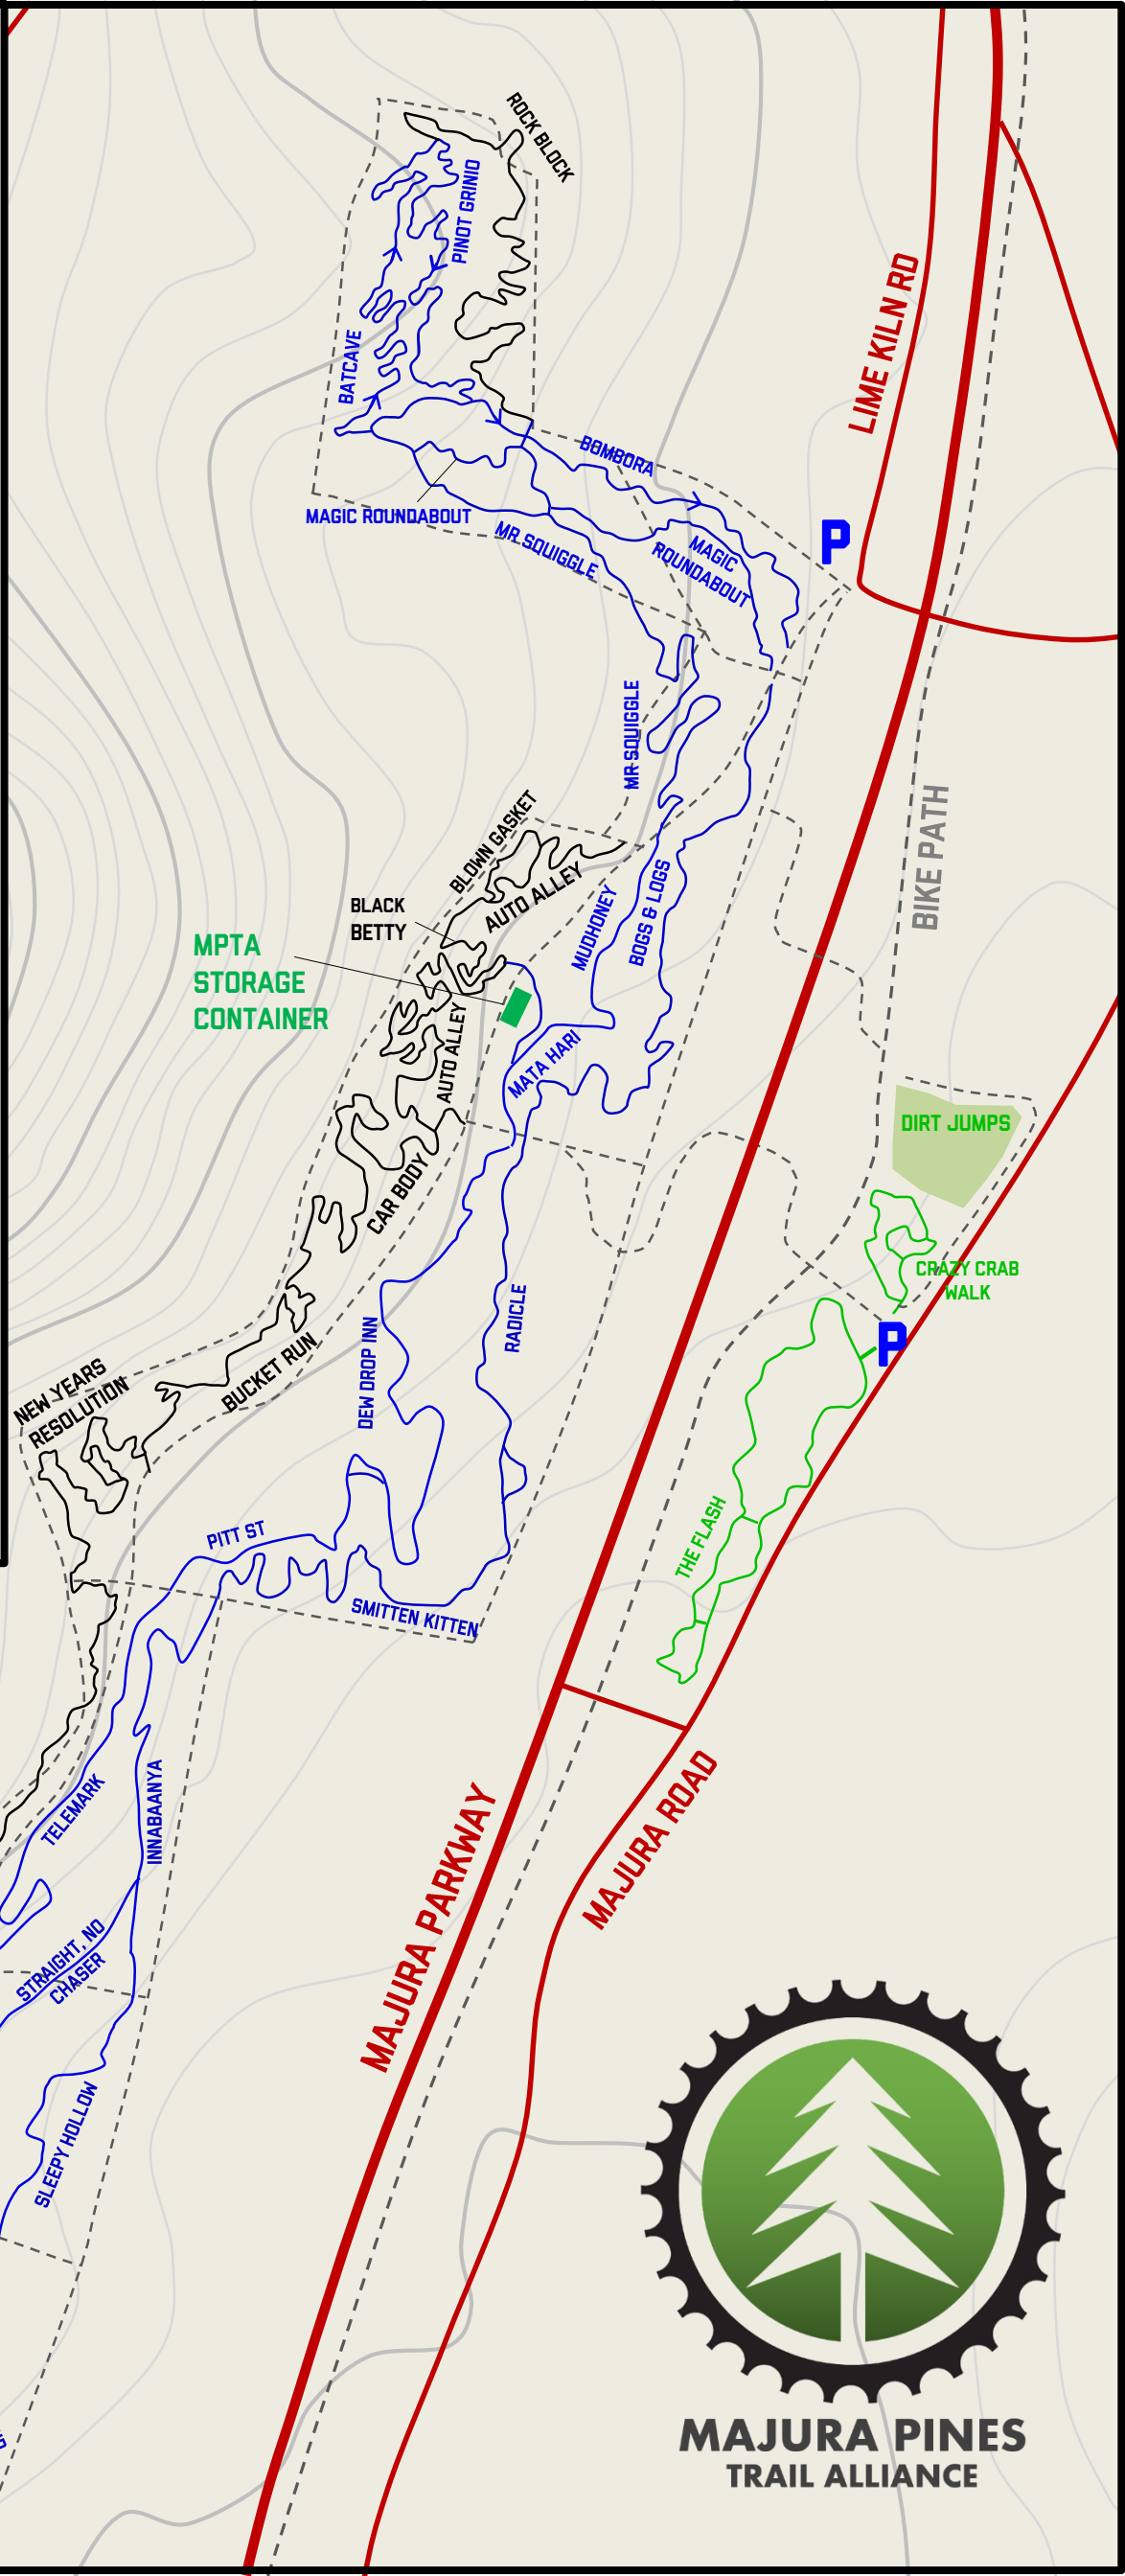 ROCK BLOCK
PINOT GRINIO
LIME KILN RD
BATCAVE
BOMBORA
MAGIC ROUNDABOUT
MR SQUIGGLE
MAGIC
ROUNDABOUT
P
MR SQUIGGLE
BLOWN GASKET
BIKE PATH
AUTO ALLEY
BLACK
BETTY
MUDHONEY
BOGS & LOGS
MPTA
STORAGE
CONTAINER
AUTO ALLEY
MATA HARI
DIRT JUMPS
CAR BODY
CRAZY CRAB
WALK
RADICLE
P
DEW DROP INN
BUCKET RUN
NEW YEARS
RESOLUTION
THE FLASH
PITT ST
SMITTEN KITTEN
TELEMARK
INNABAANYA
MAJURA ROAD
MAJURA PARKWAY
STRAIGHT, NO
CHASER
SLEEPY HOLLOW
MAJURA PINES
TRAIL ALLIANCE